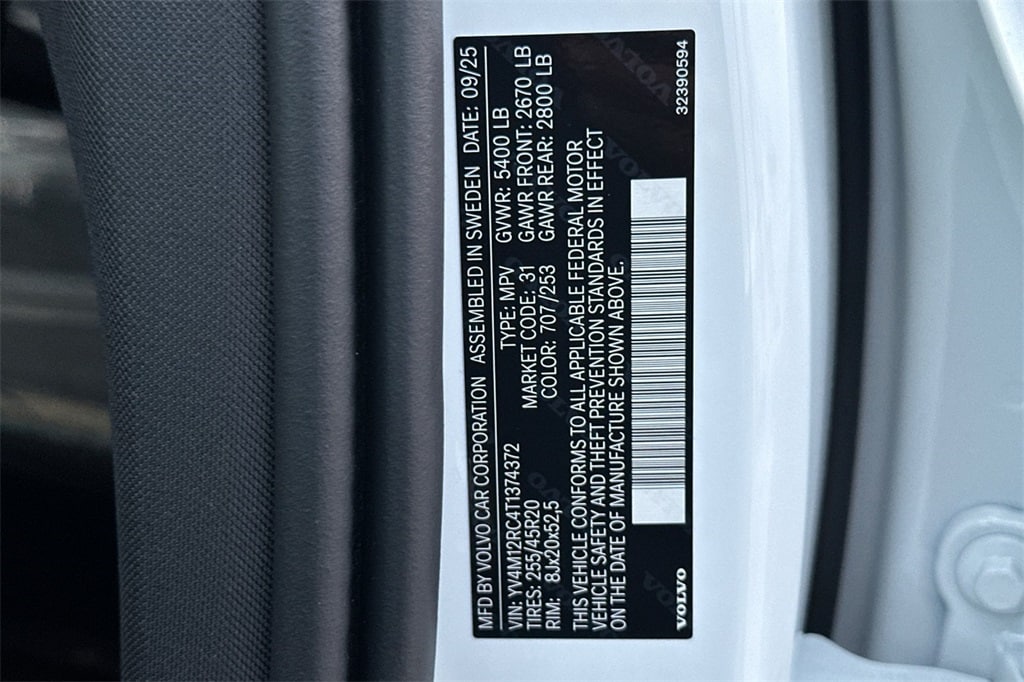 MFD BY VOLVO CAR CORPORATION ASSEMBLED IN SWEDEN DATE: 09/25
VIN: YV4M12RC4T1374372 TYPE: MPV GVWR: 5400 LB
TIRES: 255/45R20 MARKET CODE: 31 GAWR FRONT: 2670 LB
RIM: 8Jx20x52,5 COLOR: 707/253 GAWR REAR: 2800 LB
THIS VEHICLE CONFORMS TO ALL APPLICABLE FEDERAL MOTOR
VEHICLE SAFETY AND THEFT PREVENTION STANDARDS IN EFFECT
ON THE DATE OF MANUFACTURE SHOWN ABOVE.
VOLVO 32390594